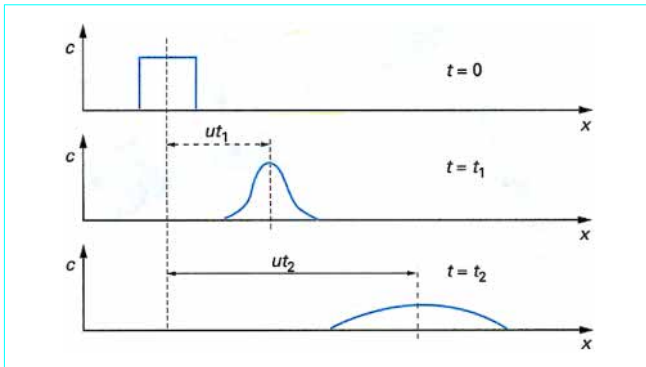 c
t = 0
x
ut₁
c
t = t₁
x
ut₂
c
t = t₂
x